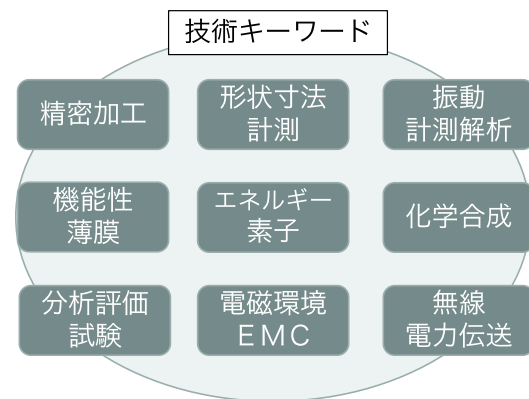 技術キーワード
精密加工
形状寸法
計測
振動
計測解析
機能性
薄膜
エネルギー
素子
化学合成
分析評価
試験
電磁環境
ＥＭＣ
無線
電力伝送